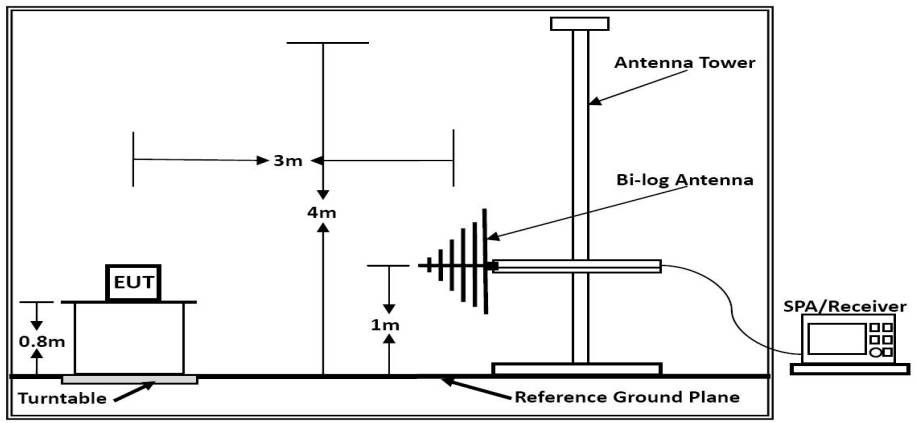 Antenna Tower
3m
Bi-log Antenna
4m
EUT
SPA/Receiver
0.8m
1m
Turntable
Reference Ground Plane